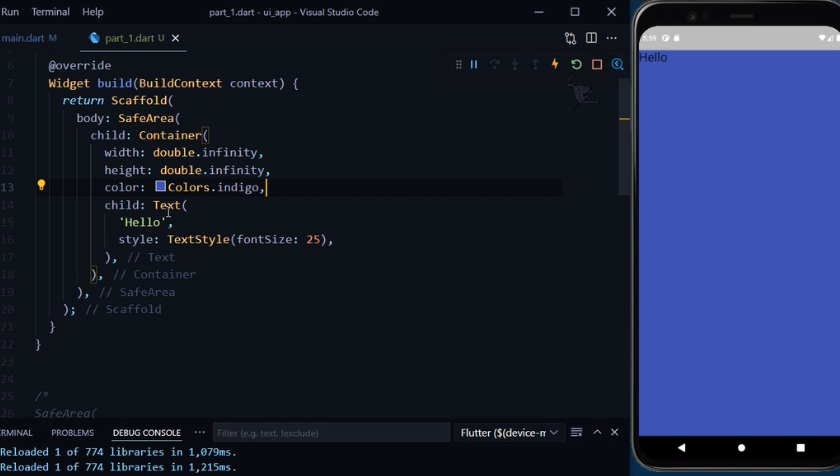 Run Terminal Help part_1.dart - ui_app - Visual Studio Code
main.dart part_1.dart U
6 @override
7 Widget build(BuildContext context) {
8 return Scaffold(
9 body: SafeArea(
10 child: Container(
11 width: double.infinity,
12 height: double.infinity,
13 color: Colors.indigo,
14 child: Text(
15 'Hello',
16 style: TextStyle(fontSize: 25),
17 ), // Text
18 ), // Container
19 ), // SafeArea
20 ); // Scaffold
21 }
22 }
23
24
25 /*
26 SafeArea(
TERMINAL PROBLEMS OUTPUT DEBUG CONSOLE Filter (e.g. text, !exclude) Flutter ($(device-m
Reloaded 1 of 774 libraries in 1,079ms.
Reloaded 1 of 774 libraries in 1,215ms.
5:59
Hello